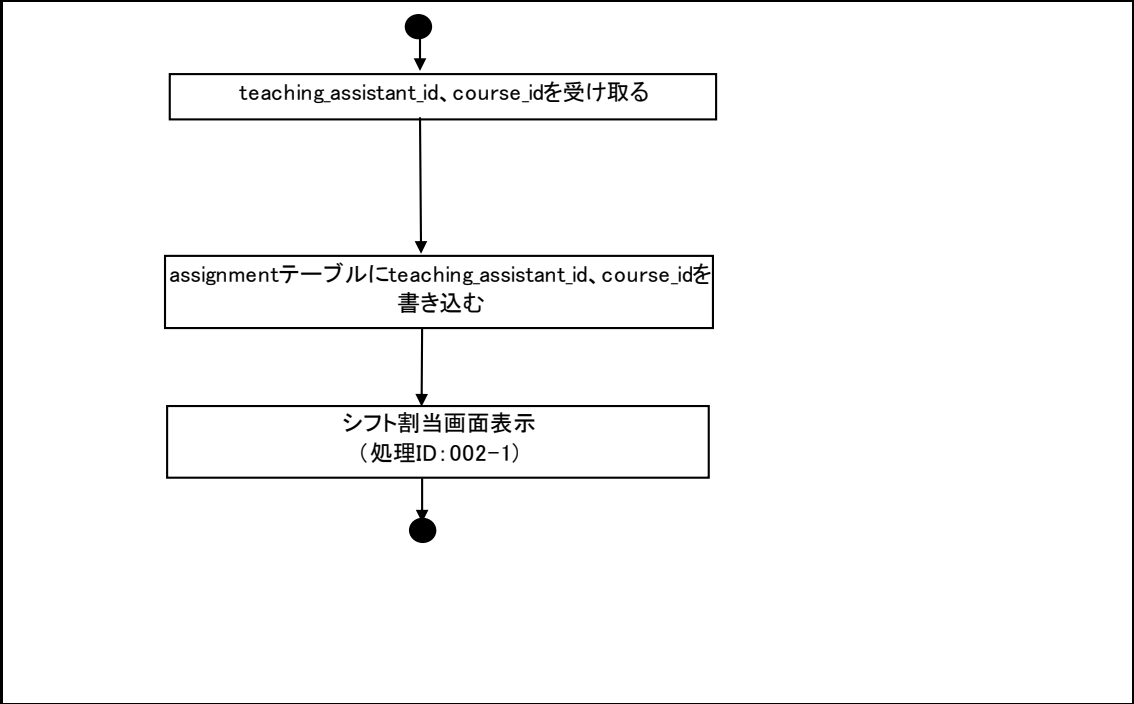 teaching_assistant_id、course_idを受け取る
assignmentテーブルにteaching_assistant_id、course_idを
書き込む
シフト割当画面表示
（処理ID：002-1）